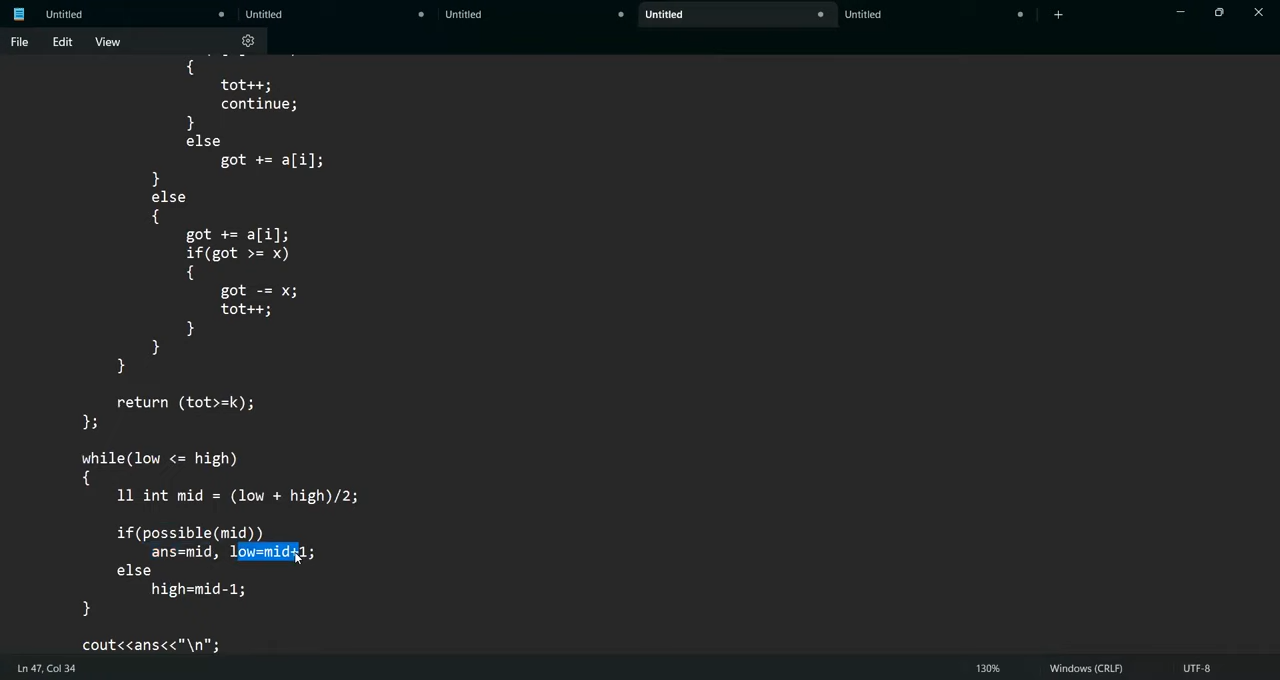 Untitled Untitled Untitled Untitled Untitled
File Edit View
{
tot++;
continue;
}
else
got += a[i];
}
else
{
got += a[i];
if(got >= x)
{
got -= x;
tot++;
}
}
}
return (tot>=k);
};
while(low <= high)
{
ll int mid = (low + high)/2;
if(possible(mid))
ans=mid, low=mid+1;
else
high=mid-1;
}
cout<<ans<<"\n";
Ln 47, Col 34 130% Windows (CRLF) UTF-8